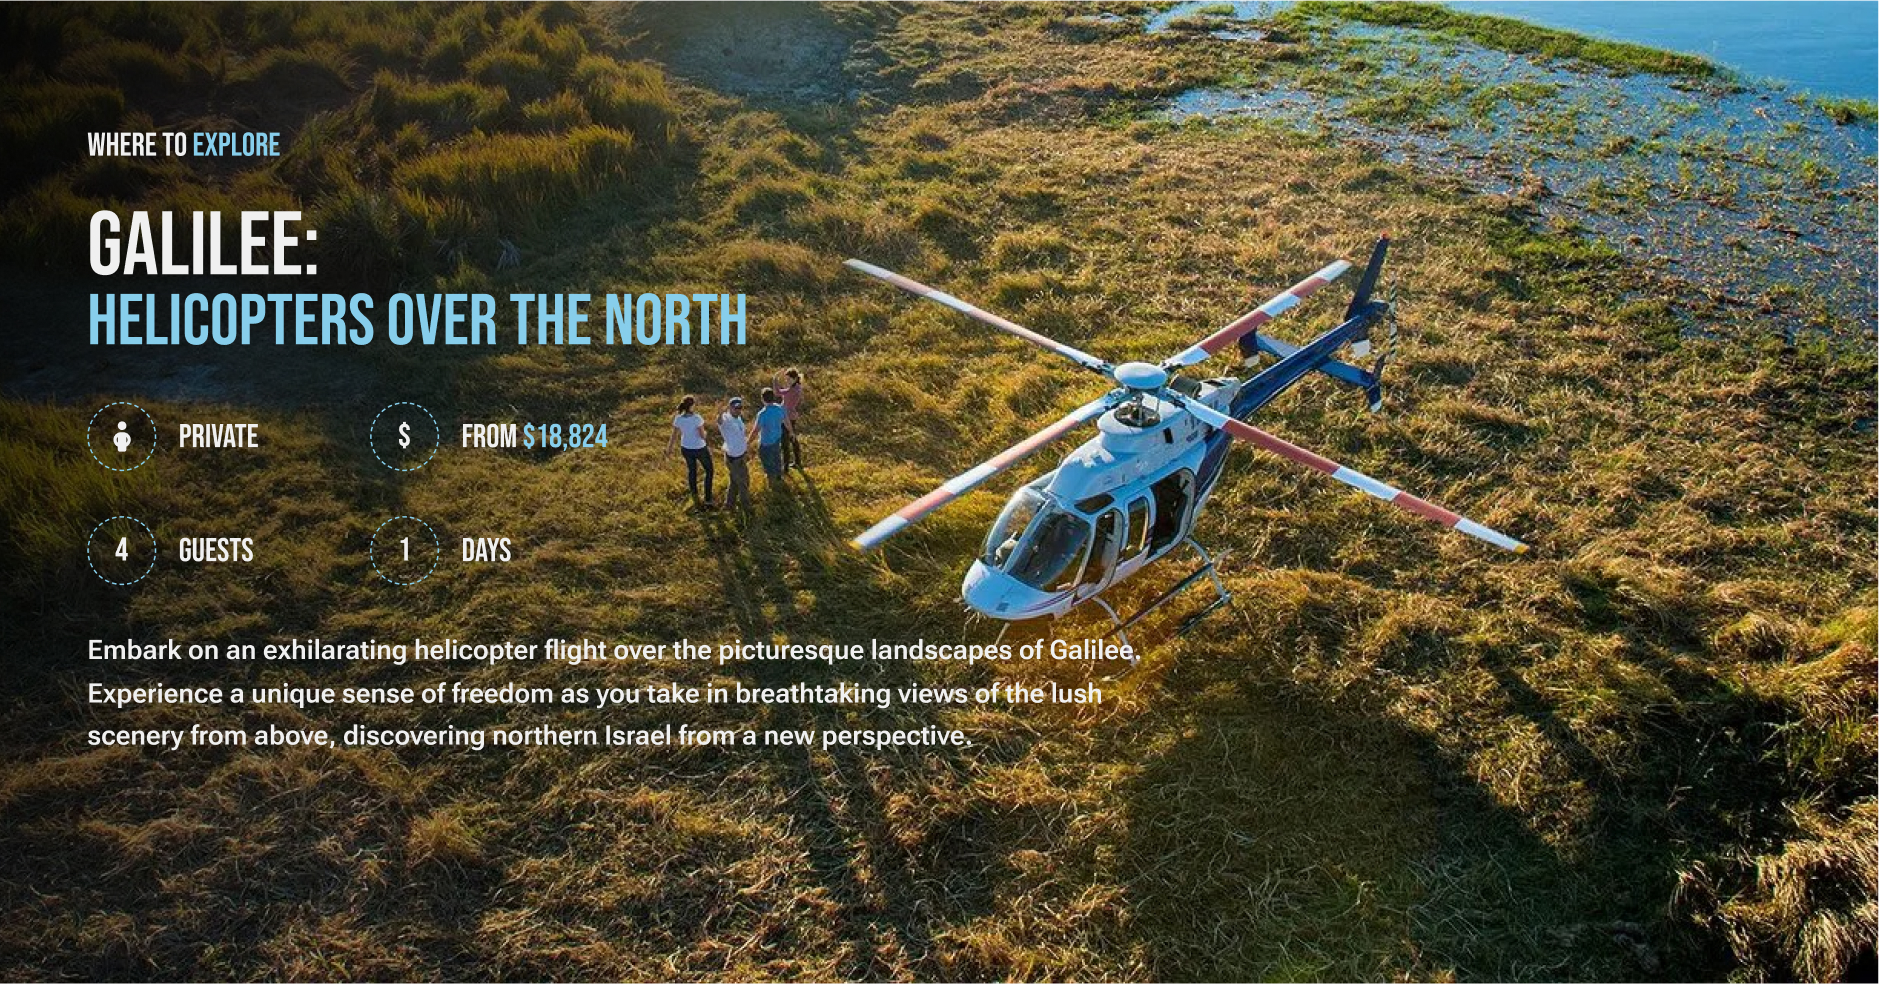 WHERE TO EXPLORE
GALILEE:
HELICOPTERS OVER THE NORTH
PRIVATE
$ FROM $18,824
4 GUESTS
1 DAYS
Embark on an exhilarating helicopter flight over the picturesque landscapes of Galilee.
Experience a unique sense of freedom as you take in breathtaking views of the lush
scenery from above, discovering northern Israel from a new perspective.